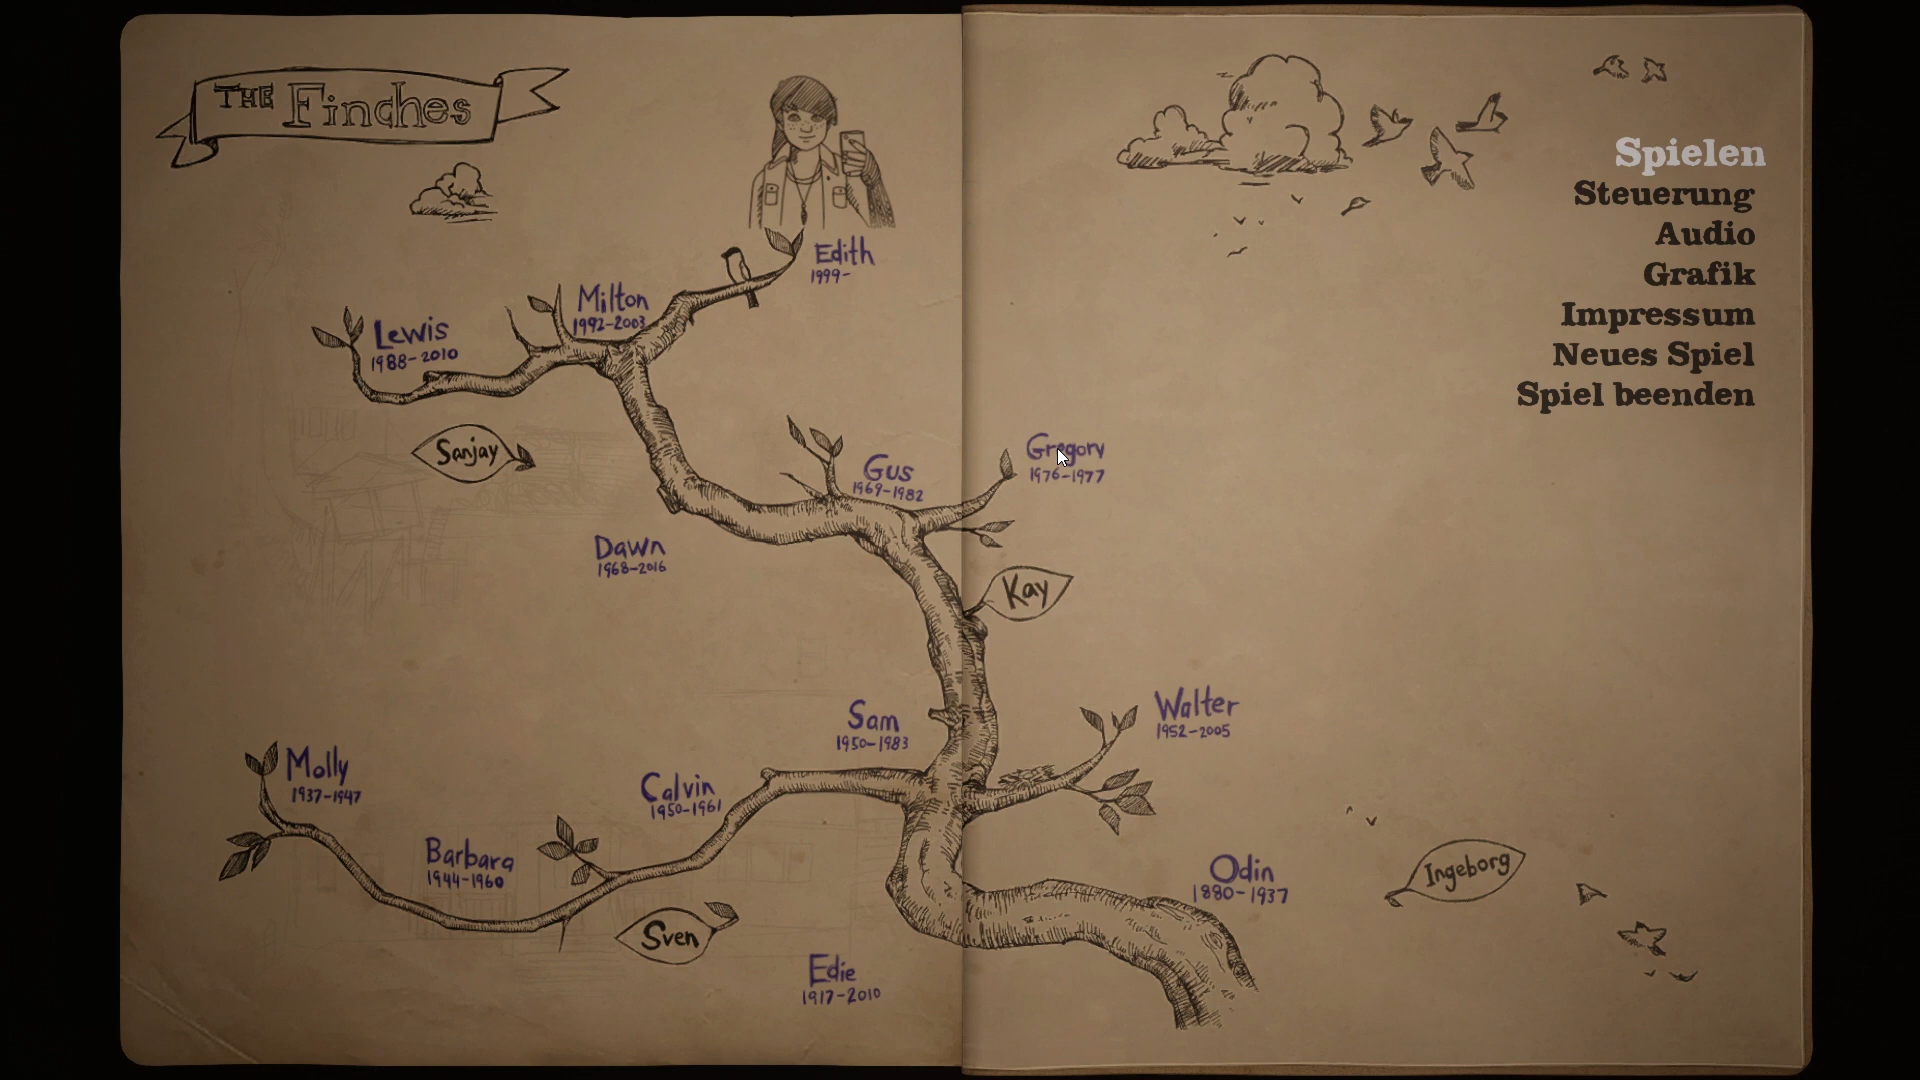 THE Finches
Edith
1999-
Milton
1992-2003
Lewis
1988-2010
Sanjay
Gus
1969-1982
Gregory
1976-1977
Dawn
1968-2016
Kay
Sam
1950-1983
Walter
1952-2005
Molly
1937-1947
Calvin
1950-1961
Barbara
1944-1960
Sven
Odin
1880-1937
Ingeborg
Edie
1917-2010
Spielen
Steuerung
Audio
Grafik
Impressum
Neues Spiel
Spiel beenden